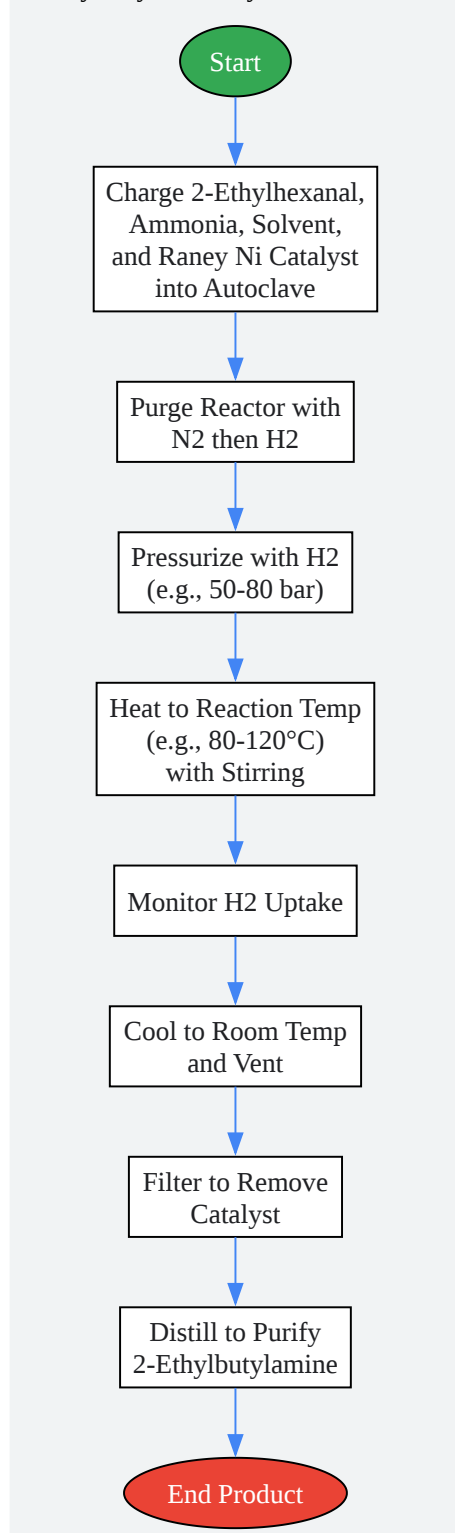 Start
Charge 2-Ethylhexanal,
Ammonia, Solvent,
and Raney Ni Catalyst
into Autoclave
Purge Reactor with
N2 then H2
Pressurize with H2
(e.g., 50-80 bar)
Heat to Reaction Temp
(e.g., 80-120°C)
with Stirring
Monitor H2 Uptake
Cool to Room Temp
and Vent
Filter to Remove
Catalyst
Distill to Purify
2-Ethylbutylamine
End Product